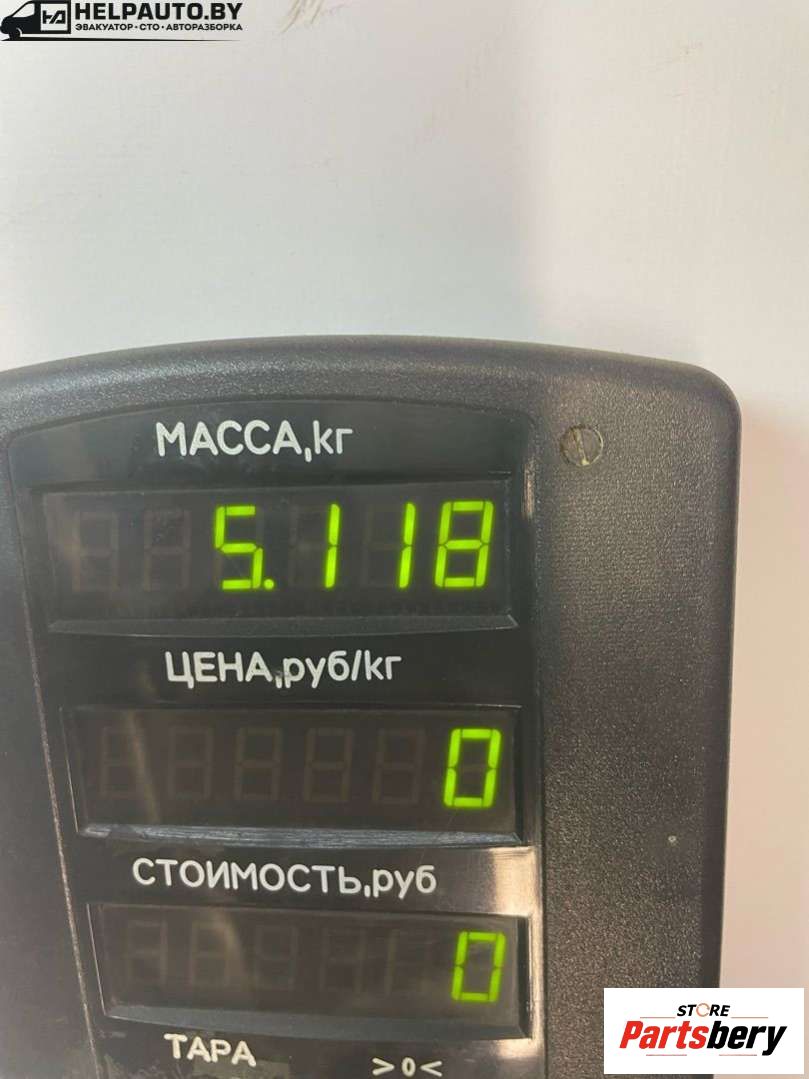 HELPAUTO.BY
ЭВАКУАТОР•СТО•АВТОРАЗБОРКА
МАССА,кг
5.118
ЦЕНА,руб/кг
0
СТОИМОСТЬ,руб
0
ТАРА
>0<
STORE
Partsbery